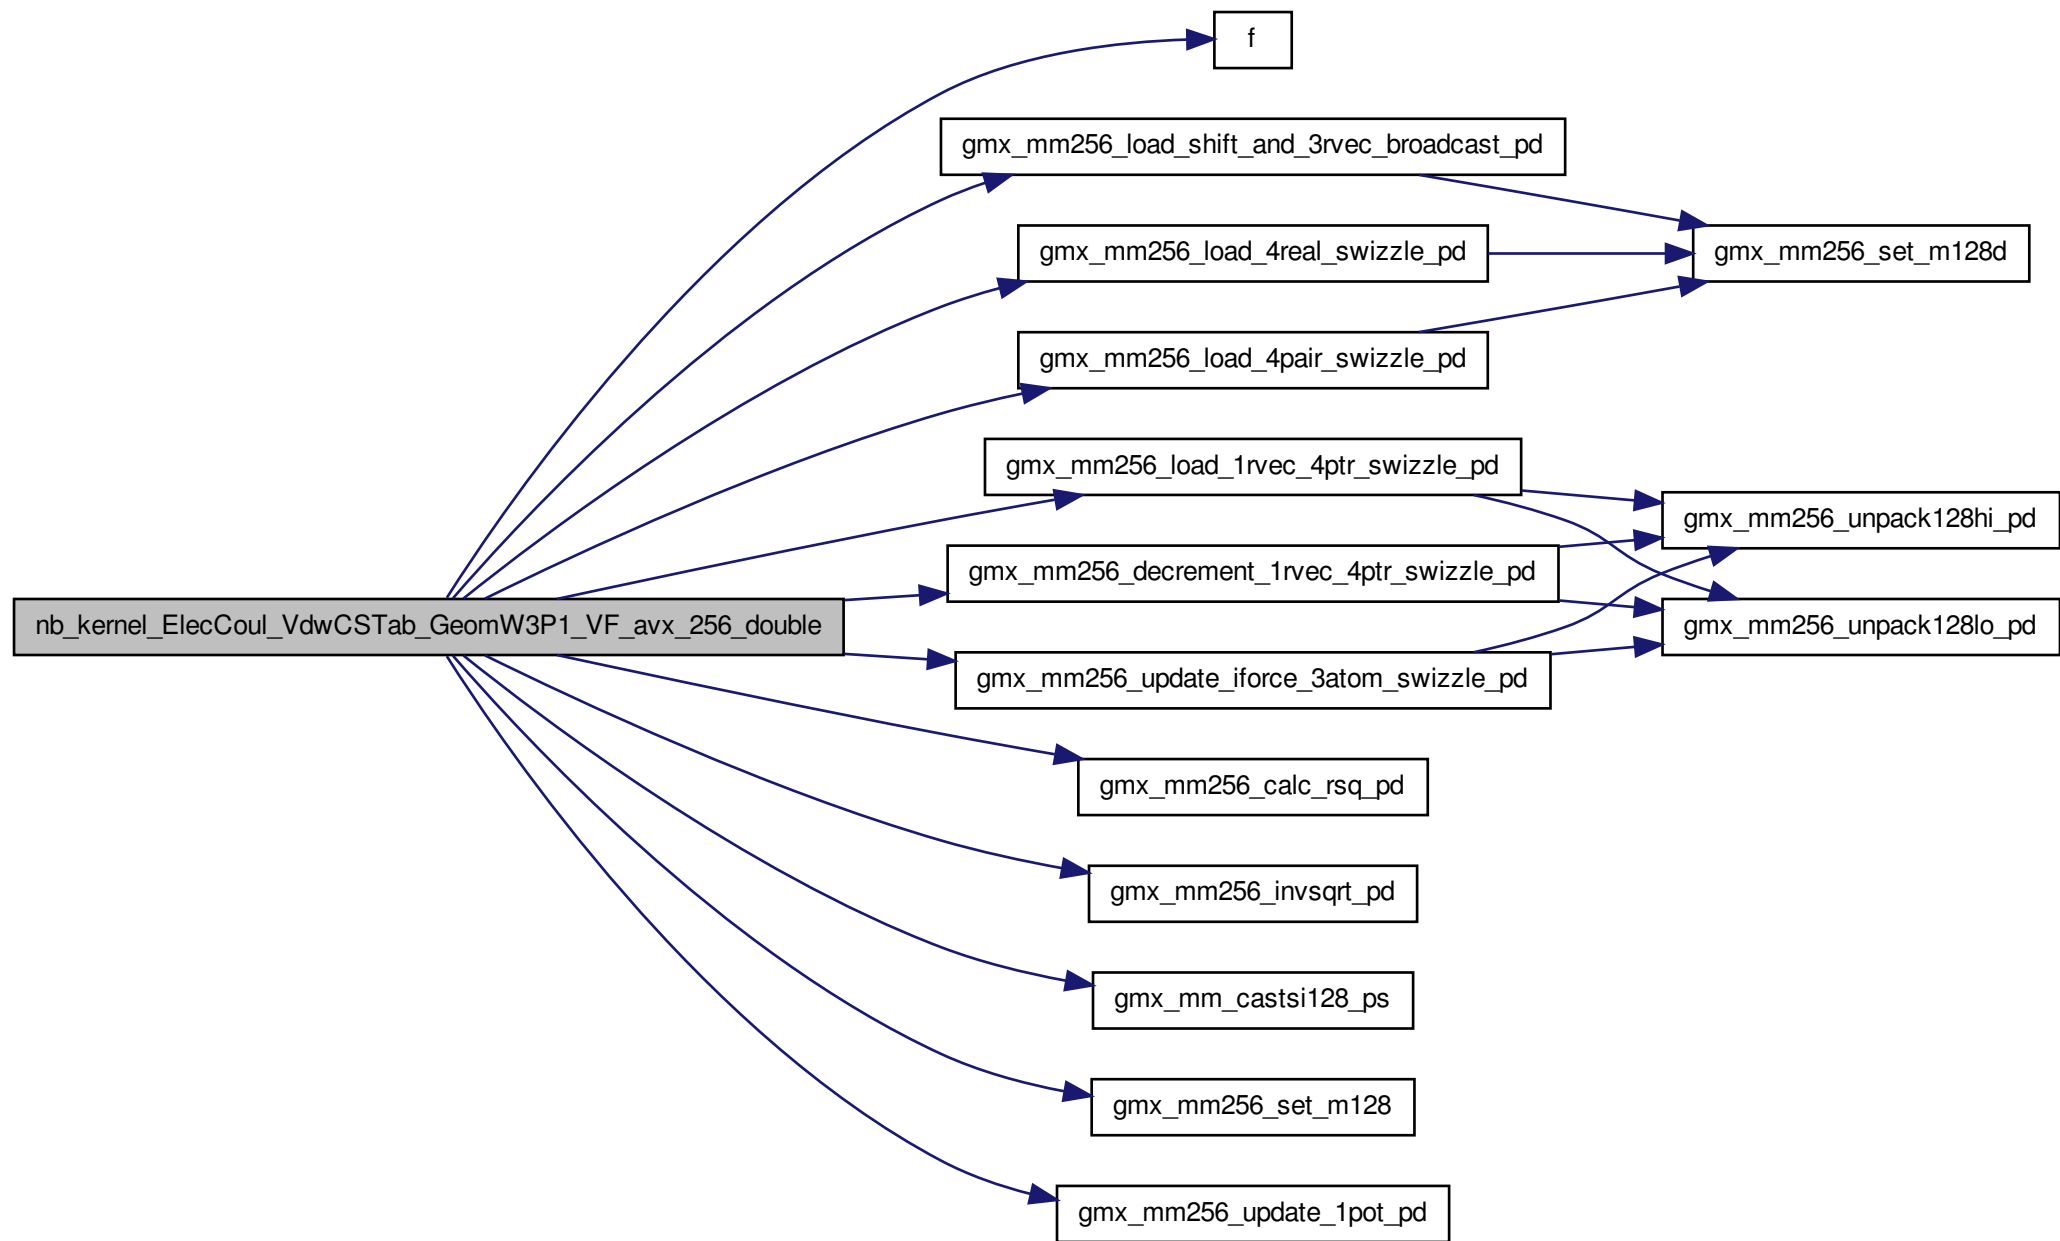 f
gmx_mm256_load_shift_and_3rvec_broadcast_pd
gmx_mm256_load_4real_swizzle_pd
gmx_mm256_set_m128d
gmx_mm256_load_4pair_swizzle_pd
gmx_mm256_load_1rvec_4ptr_swizzle_pd
gmx_mm256_unpack128hi_pd
gmx_mm256_decrement_1rvec_4ptr_swizzle_pd
nb_kernel_ElecCoul_VdwCSTab_GeomW3P1_VF_avx_256_double
gmx_mm256_unpack128lo_pd
gmx_mm256_update_iforce_3atom_swizzle_pd
gmx_mm256_calc_rsq_pd
gmx_mm256_invsqrt_pd
gmx_mm_castsi128_ps
gmx_mm256_set_m128
gmx_mm256_update_1pot_pd